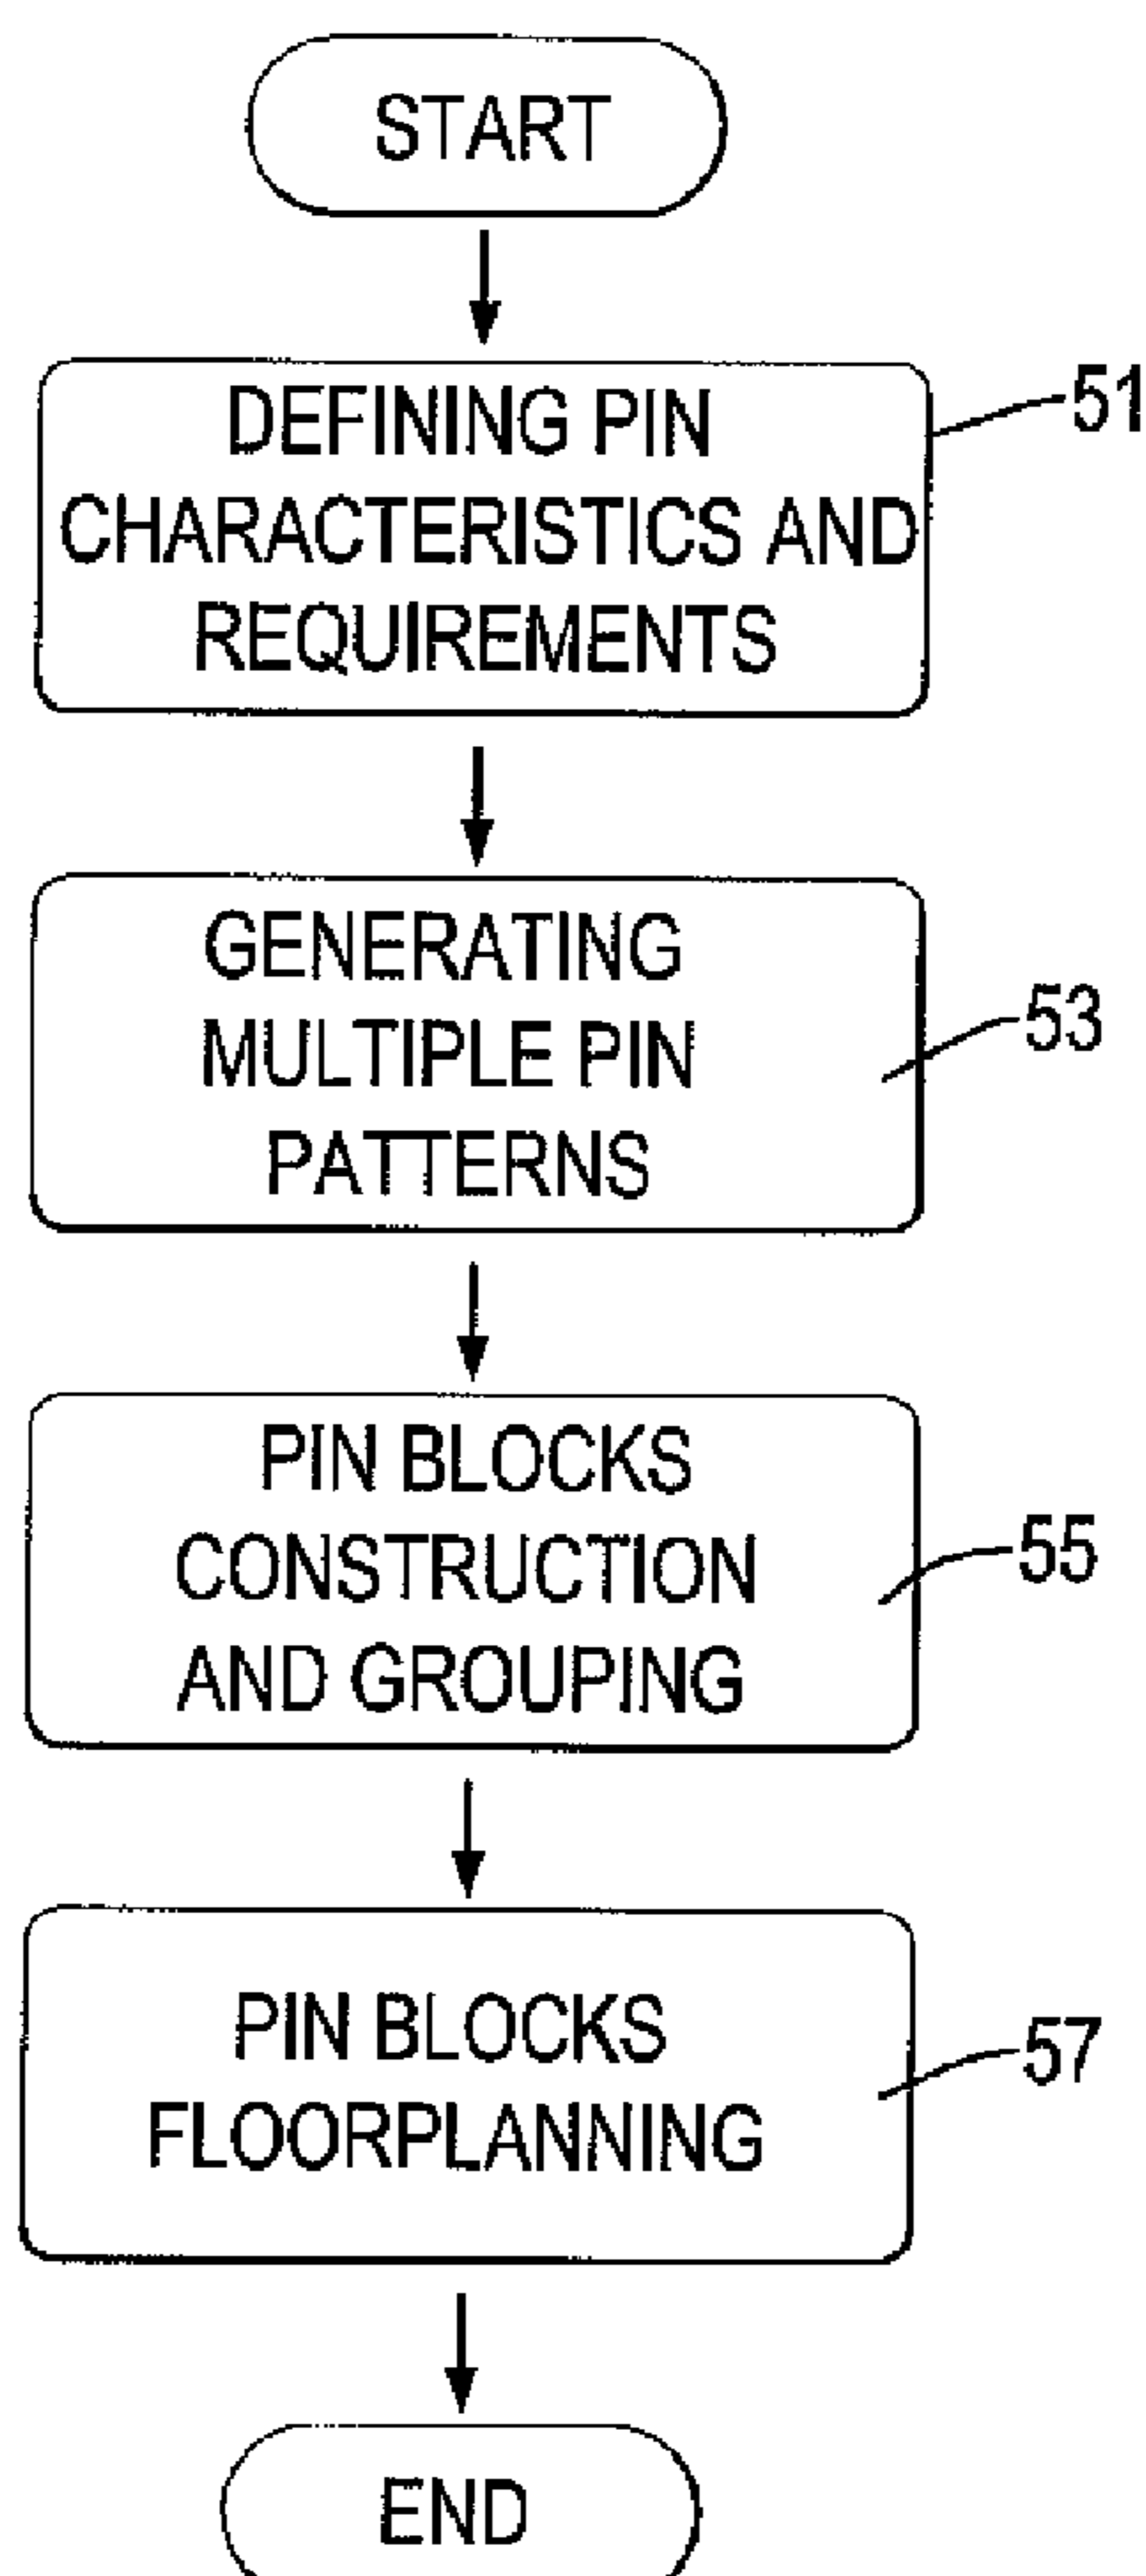 START
DEFINING PIN
CHARACTERISTICS AND
REQUIREMENTS
51
GENERATING
MULTIPLE PIN
PATTERNS
53
PIN BLOCKS
CONSTRUCTION
AND GROUPING
55
PIN BLOCKS
FLOORPLANNING
57
END